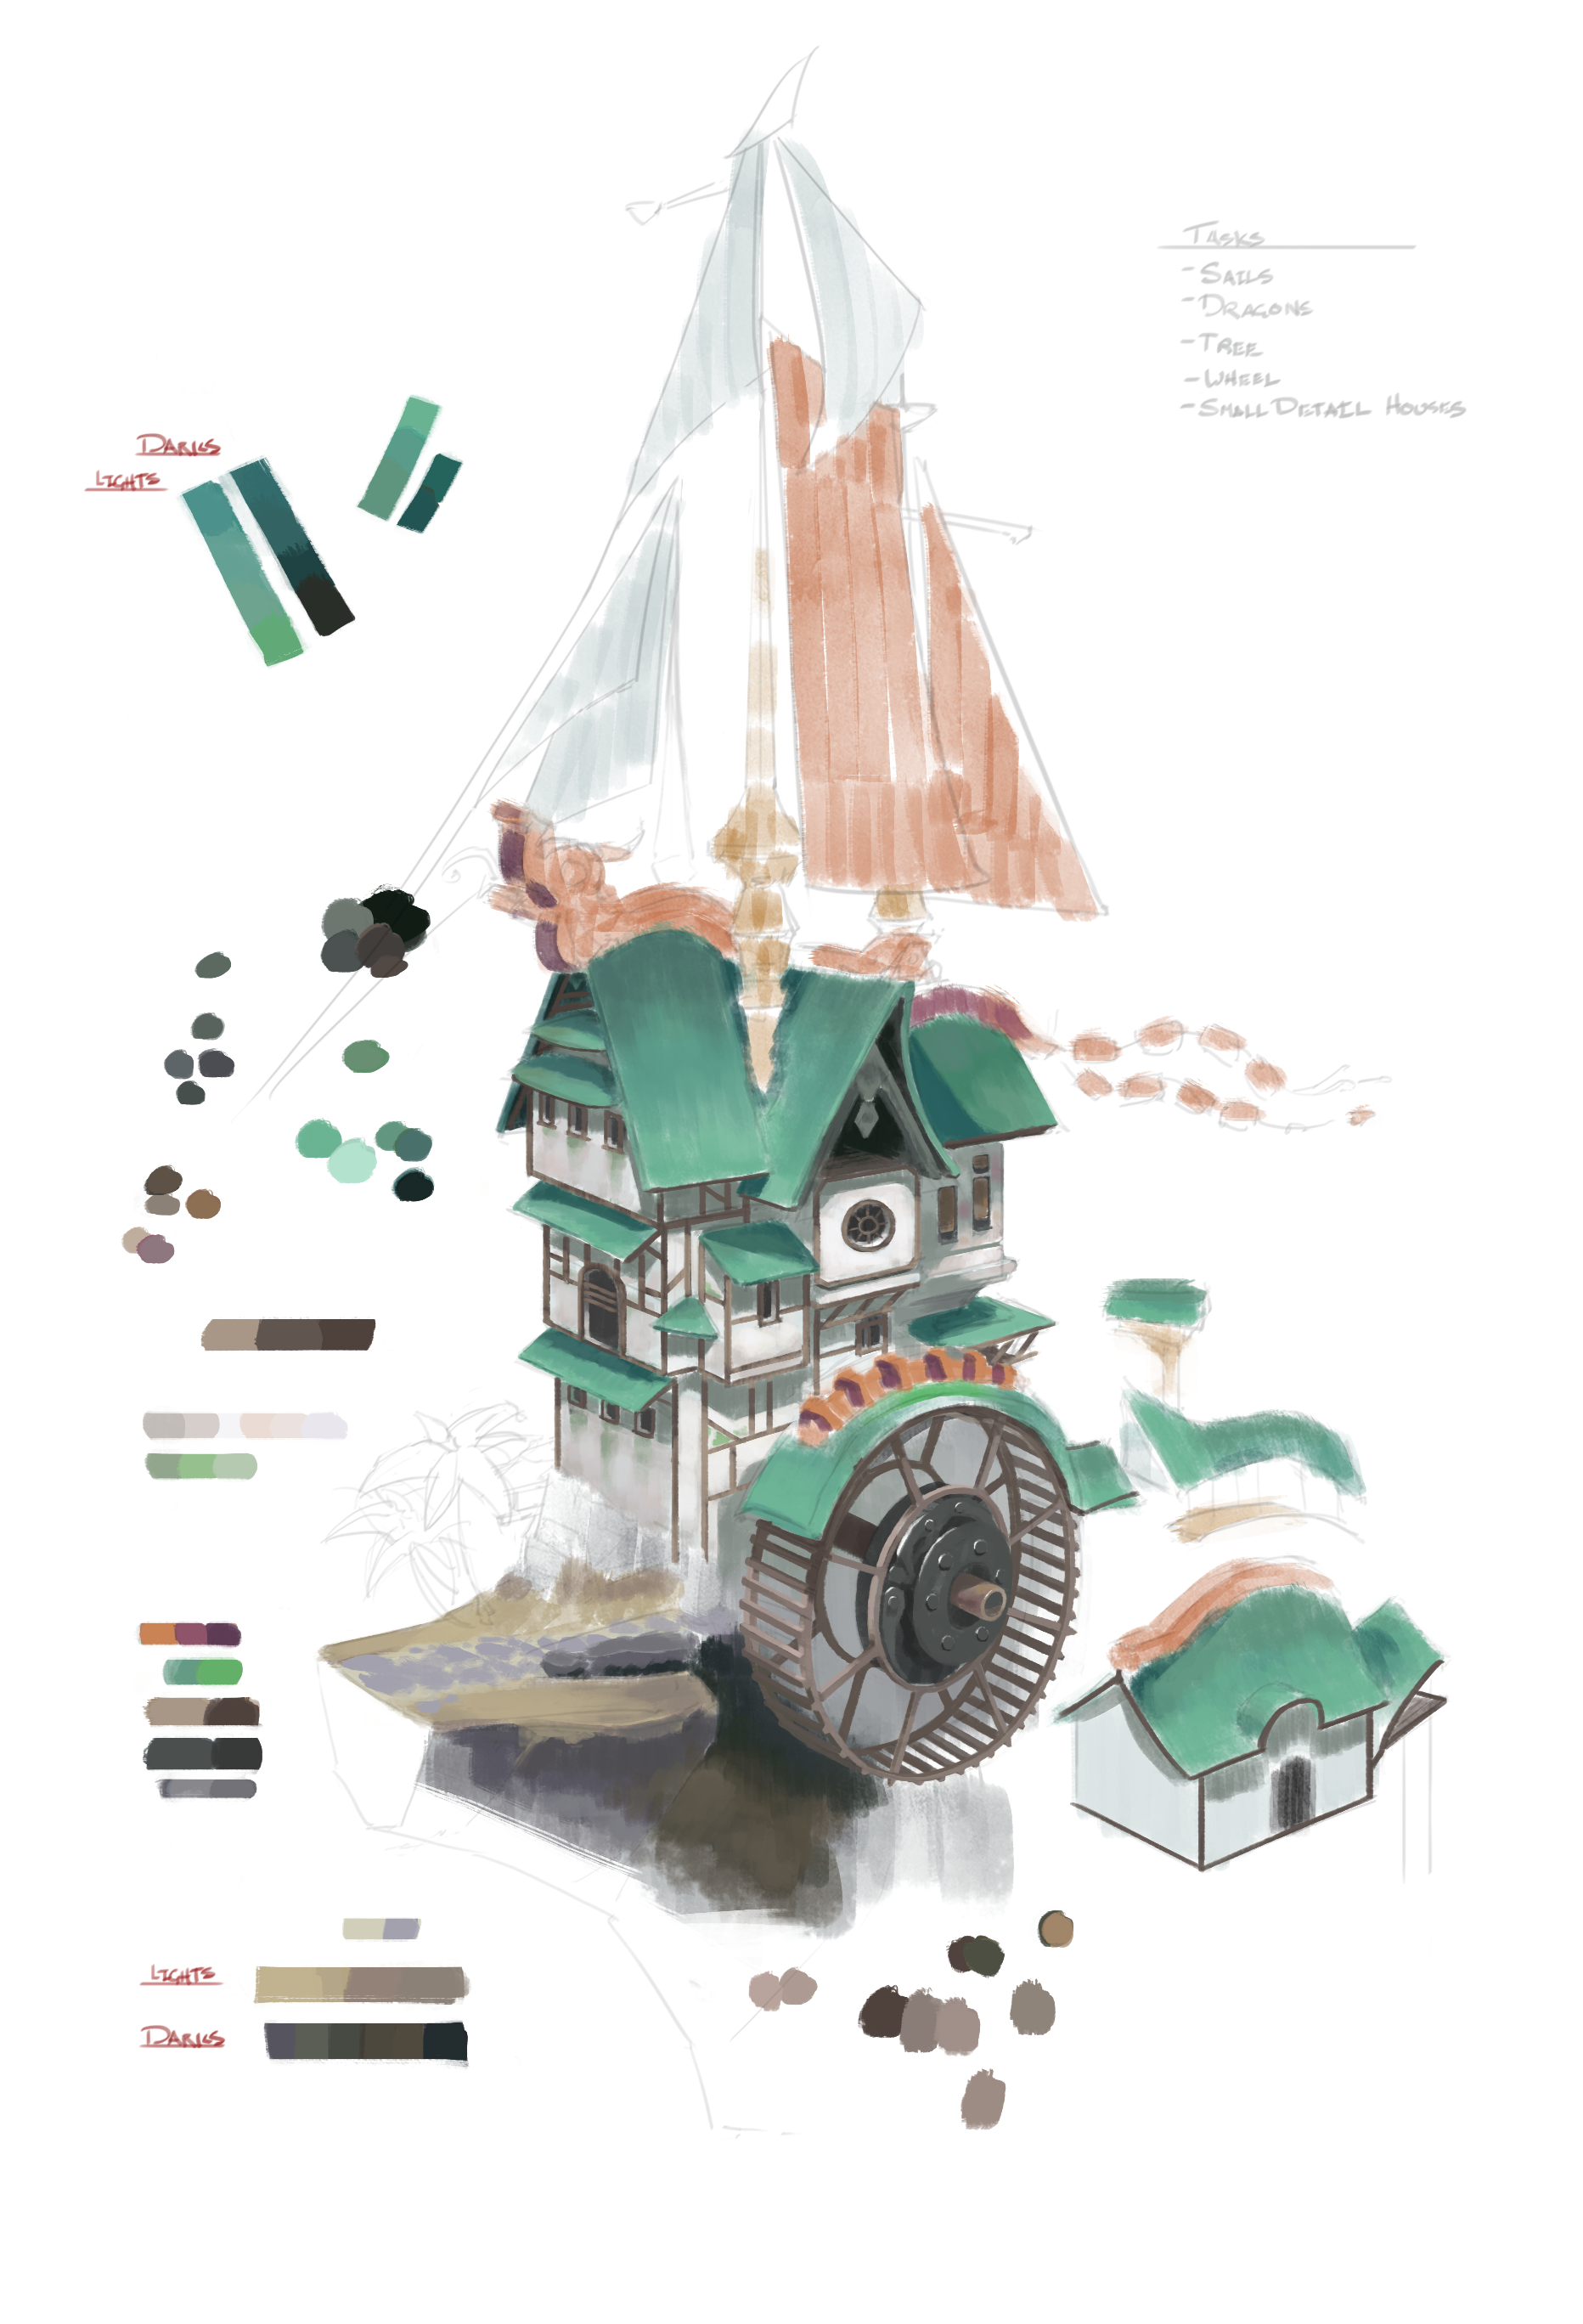 Tasks
- Sails
- Dragons
- Tree
- Wheel
- Small Detail Houses
Darks
Lights
Lights
Darks